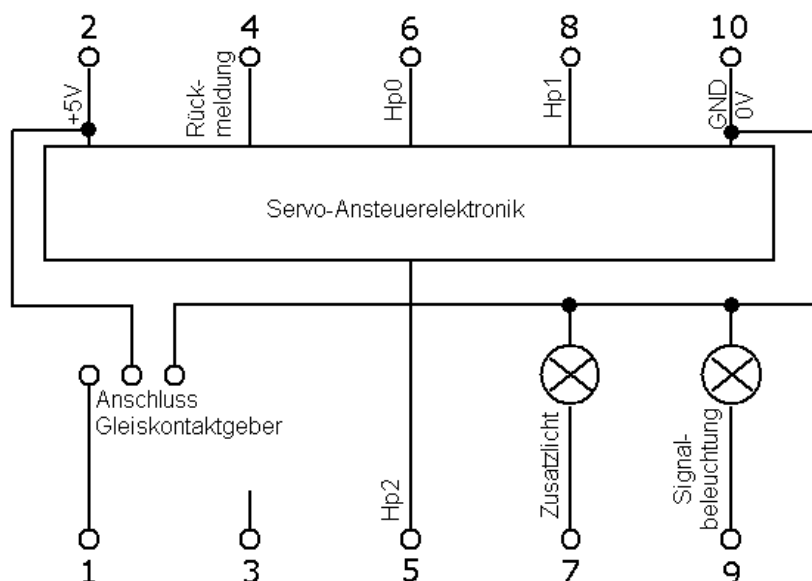 2
4
6
8
10
+5V
Rück-
meldung
Hp0
Hp1
GND
0V
Servo-Ansteuerelektronik
Anschluss
Gleiskontaktgeber
Hp2
Zusatzlicht
Signal-
beleuchtung
1
3
5
7
9